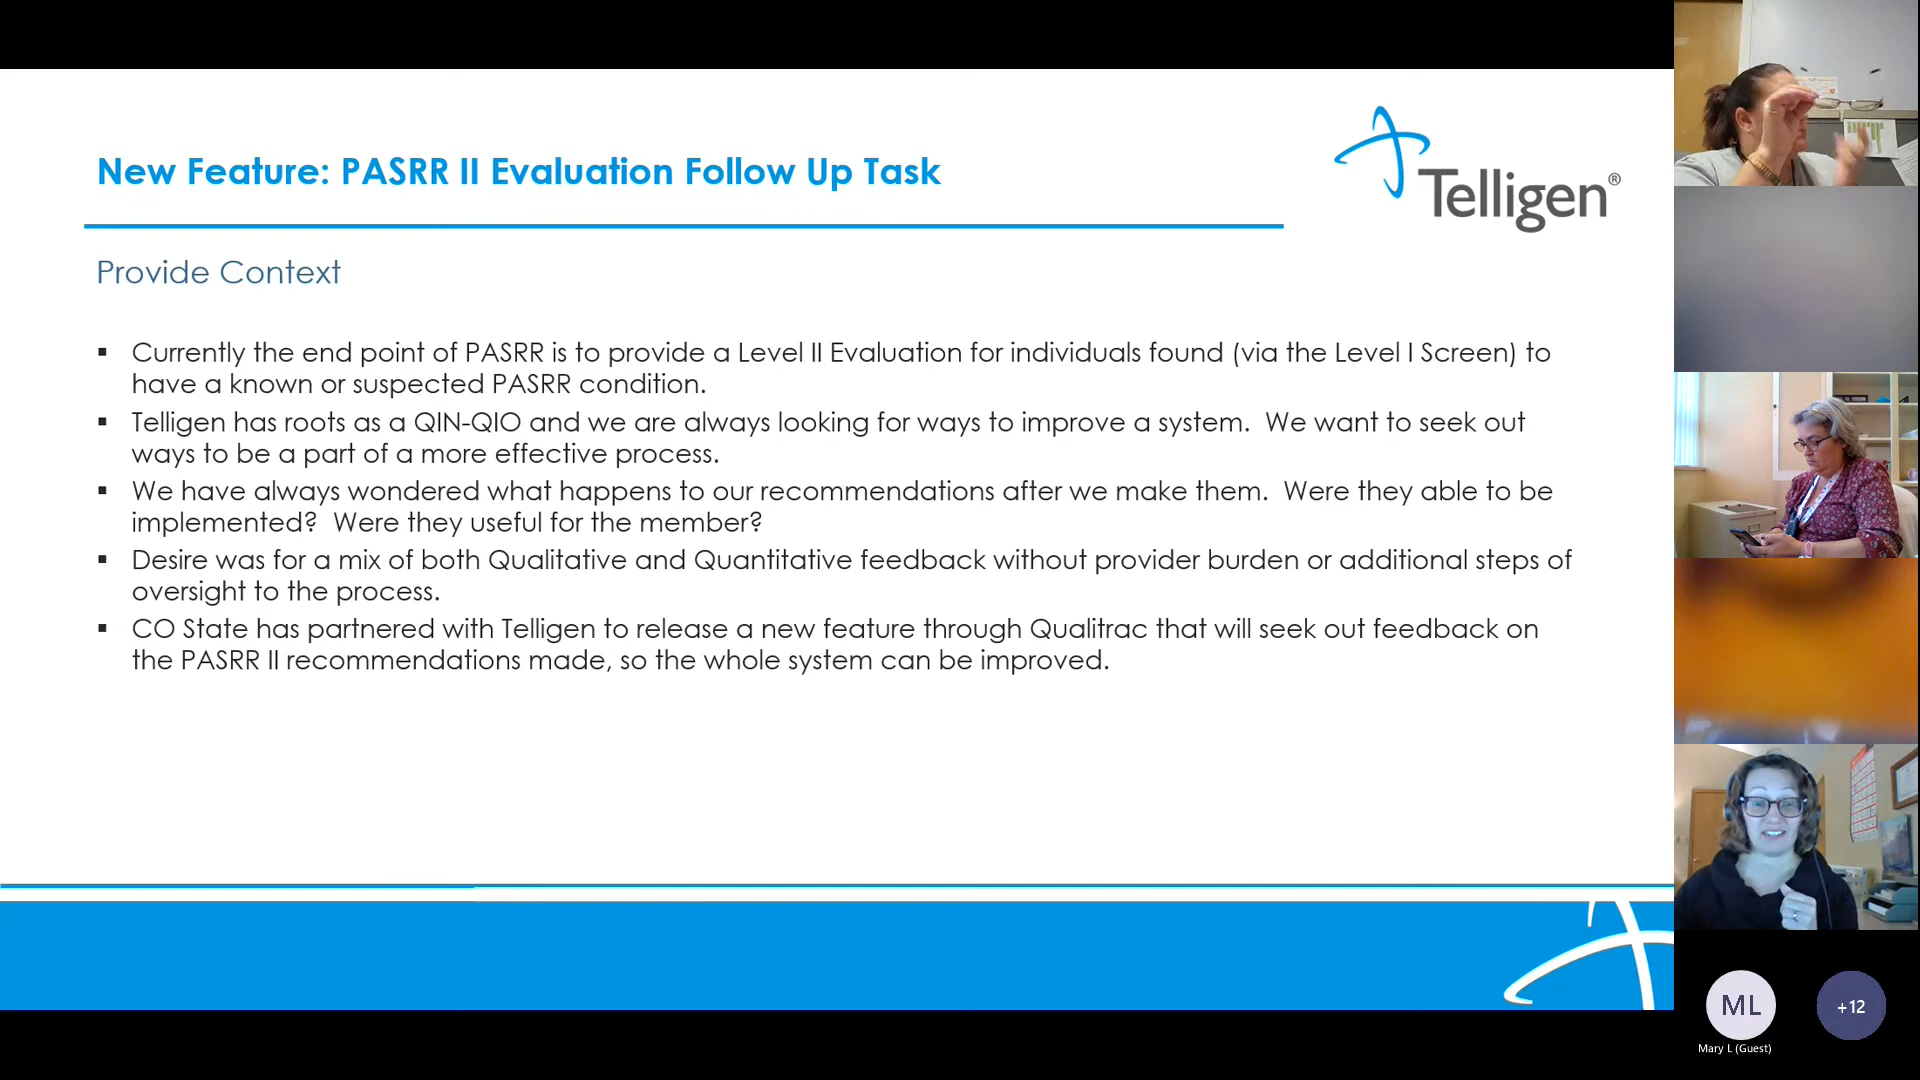 New Feature: PASRR II Evaluation Follow Up Task
Telligen®
Provide Context
▪ Currently the end point of PASRR is to provide a Level II Evaluation for individuals found (via the Level I Screen) to
have a known or suspected PASRR condition.
▪ Telligen has roots as a QIN-QIO and we are always looking for ways to improve a system.  We want to seek out
ways to be a part of a more effective process.
▪ We have always wondered what happens to our recommendations after we make them.  Were they able to be
implemented?  Were they useful for the member?
▪ Desire was for a mix of both Qualitative and Quantitative feedback without provider burden or additional steps of
oversight to the process.
▪ CO State has partnered with Telligen to release a new feature through Qualitrac that will seek out feedback on
the PASRR II recommendations made, so the whole system can be improved.
ML
+12
Mary L (Guest)